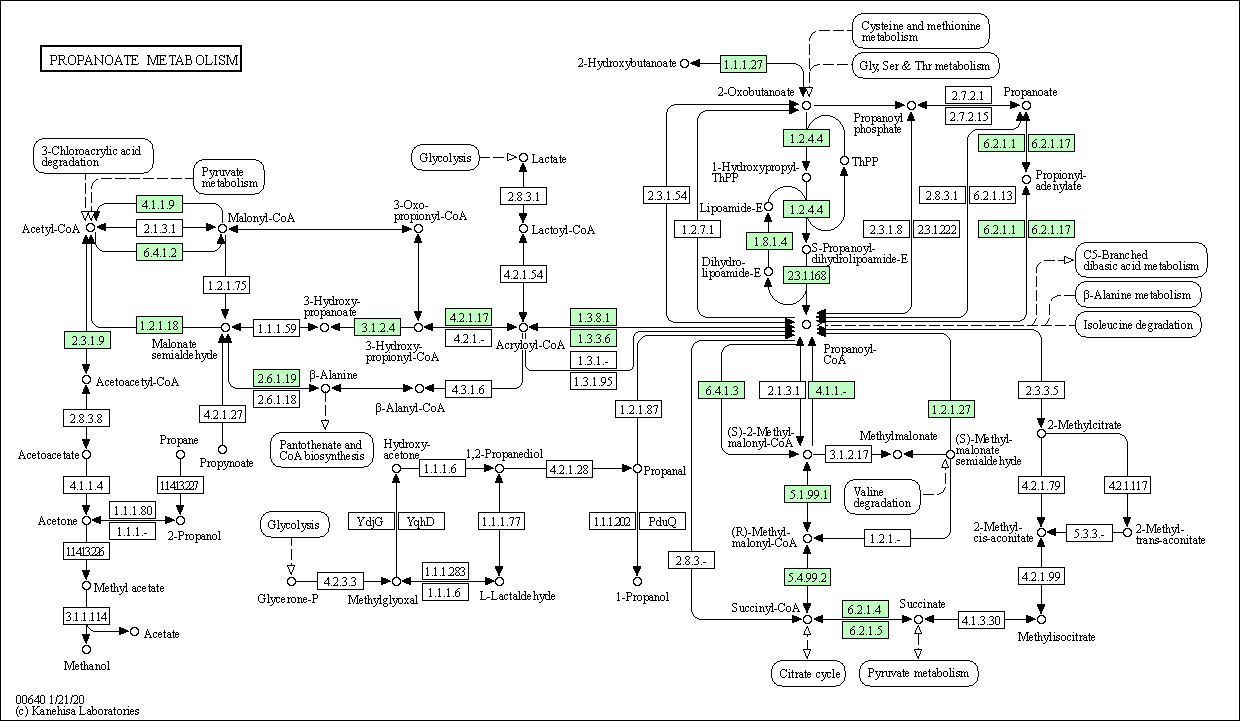 PROPANOATE METABOLISM
Cysteine and methionine
metabolism
2-Hydroxybutanoate
1.1.1.27
Gly, Ser & Thr metabolism
2-Oxobutanoate
Propanoyl
phosphate
2.7.2.1
2.7.2.15
Propanoate
3-Chloroacrylic acid
degradation
Pyruvate
metabolism
Glycolysis
Lactate
1.2.4.4
ThPP
6.2.1.1
6.2.1.17
1-Hydroxypropyl-
ThPP
Propionyl-
adenylate
4.1.1.9
2.1.3.1
6.4.1.2
Acetyl-CoA
Malonyl-CoA
3-Oxo-
propionyl-CoA
2.8.3.1
Lactoyl-CoA
2.3.1.54
1.2.7.1
Lipoamide-E
1.2.4.4
1.8.1.4
S-Propanoyl-
dihydrolipoamide-E
Dihydro-
lipoamide-E
2.3.1.168
2.3.1.8
2.3.1.222
2.8.3.1
6.2.1.13
6.2.1.1
6.2.1.17
C5-Branched
dibasic acid metabolism
β-Alanine metabolism
Isoleucine degradation
1.2.1.75
4.2.1.54
3-Hydroxy-
propanoate
1.2.1.18
Malonate
semialdehyde
1.1.1.59
3.1.2.4
3-Hydroxy-
propionyl-CoA
4.2.1.17
4.2.1.-
Acryloyl-CoA
1.3.8.1
1.3.3.6
1.3.1.-
1.3.1.95
Propanoyl-
CoA
2.3.1.9
Acetoacetyl-CoA
2.6.1.19
2.6.1.18
β-Alanine
β-Alanyl-CoA
4.3.1.6
6.4.1.3
2.1.3.1
4.1.1.-
1.2.1.27
2.3.3.5
2.8.3.8
4.2.1.27
1.2.1.87
Acetoacetate
Propane
Propynoate
Pantothenate and
CoA biosynthesis
Hydroxy-
acetone
1.1.1.6
1,2-Propanediol
4.2.1.28
Propanal
(S)-2-Methyl-
malonyl-CoA
Methylmalonate
3.1.2.17
(S)-Methyl-
malonate
semialdehyde
2-Methylcitrate
4.1.1.4
1.14.13.227
Acetone
1.1.1.80
1.1.1.-
2-Propanol
Glycolysis
YdjG
YqhD
1.1.1.77
1.1.1.202
PduQ
5.1.99.1
Valine
degradation
4.2.1.79
4.2.1.117
(R)-Methyl-
malonyl-CoA
1.2.1.-
2-Methyl-
cis-aconitate
5.3.3.-
2-Methyl-
trans-aconitate
1.14.13.226
Methyl acetate
3.1.1.114
Acetate
Methanol
Glycerone-P
4.2.3.3
Methylglyoxal
1.1.1.283
1.1.1.6
L-Lactaldehyde
1-Propanol
2.8.3.-
5.4.99.2
4.2.1.99
Succinyl-CoA
6.2.1.4
6.2.1.5
Succinate
4.1.3.30
Methylisocitrate
Citrate cycle
Pyruvate metabolism
00640 1/21/20
(c) Kanehisa Laboratories